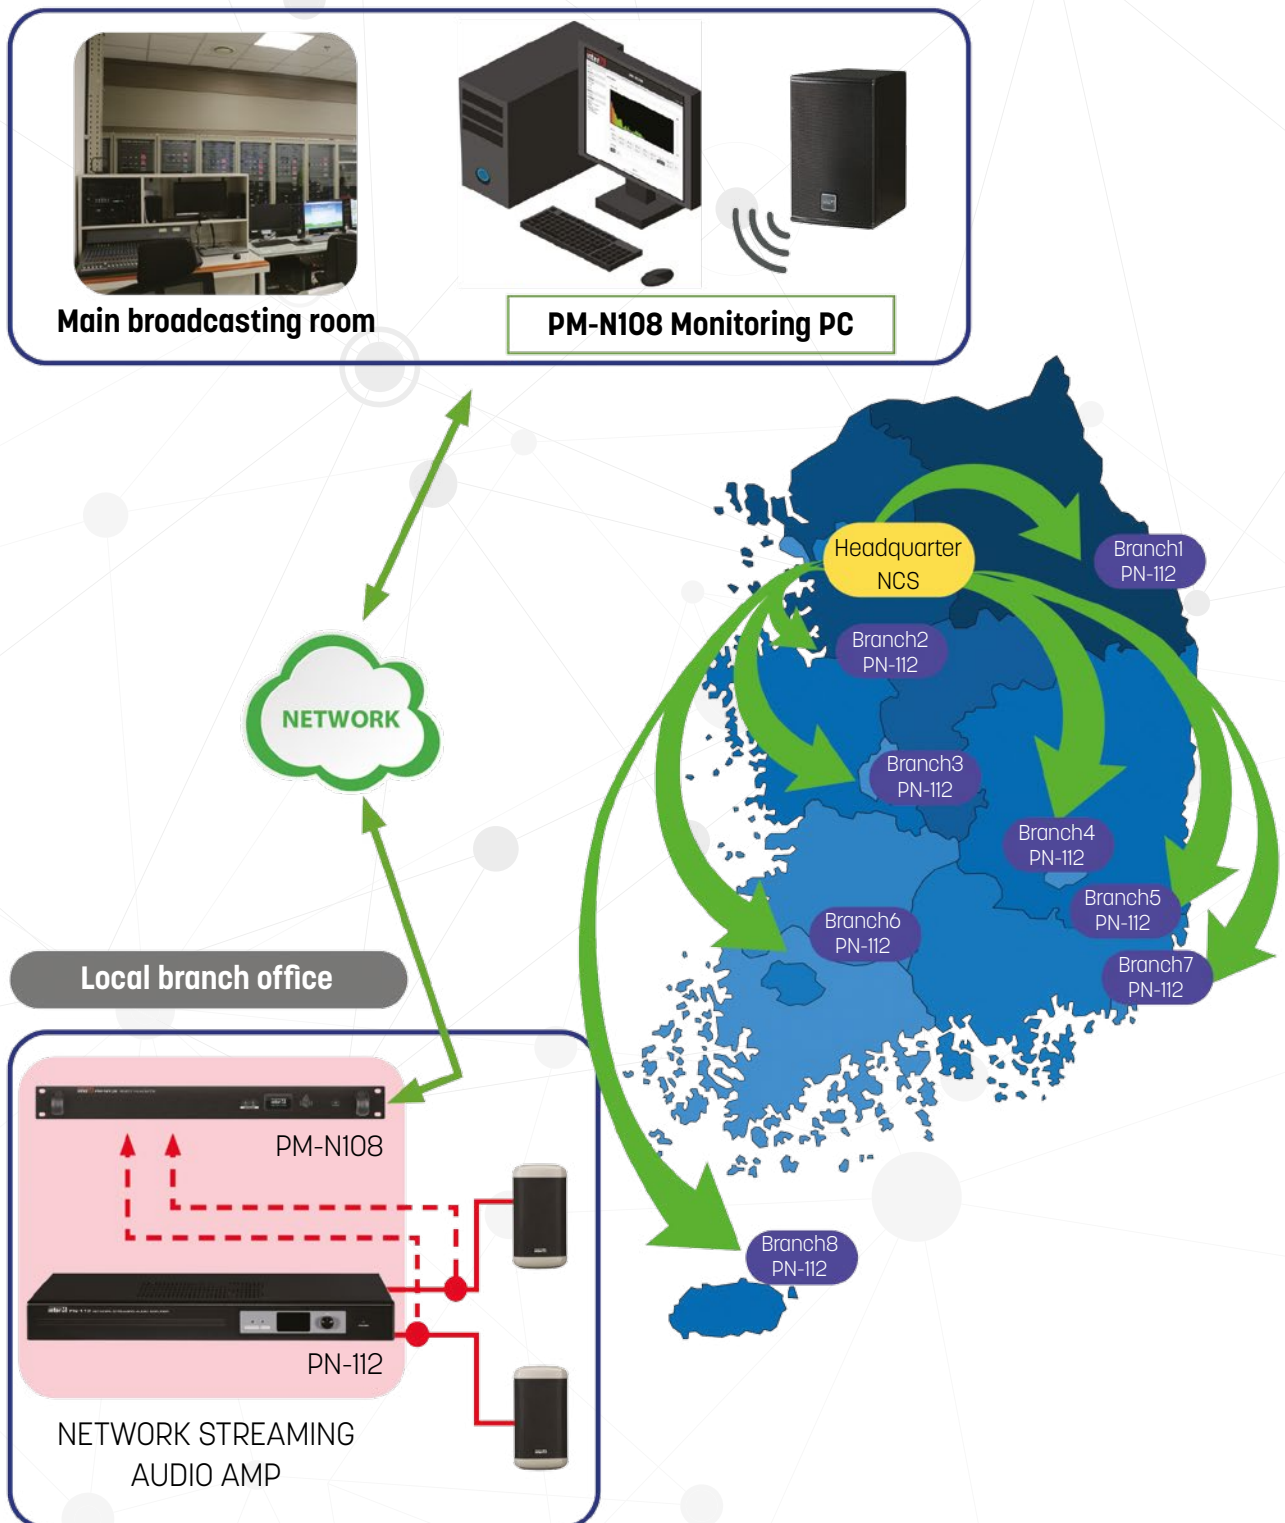 Main broadcasting room
PM-N108 Monitoring PC
NETWORK
Headquarter
NCS
Branch1
PN-112
Branch2
PN-112
Branch3
PN-112
Branch4
PN-112
Branch5
PN-112
Branch6
PN-112
Branch7
PN-112
Branch8
PN-112
Local branch office
PM-N108
PN-112
NETWORK STREAMING
AUDIO AMP